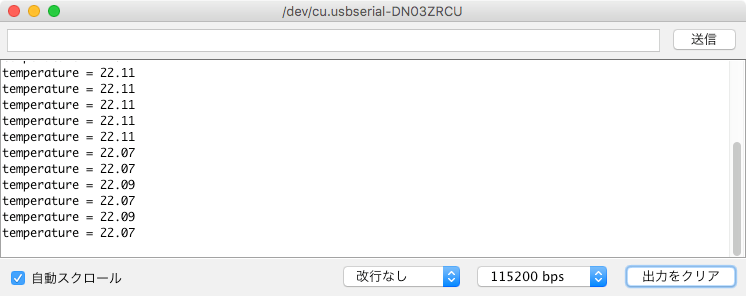 /dev/cu.usbserial-DN03ZRCU
送信
temperature = 22.11
temperature = 22.11
temperature = 22.11
temperature = 22.11
temperature = 22.11
temperature = 22.07
temperature = 22.07
temperature = 22.09
temperature = 22.07
temperature = 22.09
temperature = 22.07
自動スクロール
改行なし
115200 bps
出力をクリア